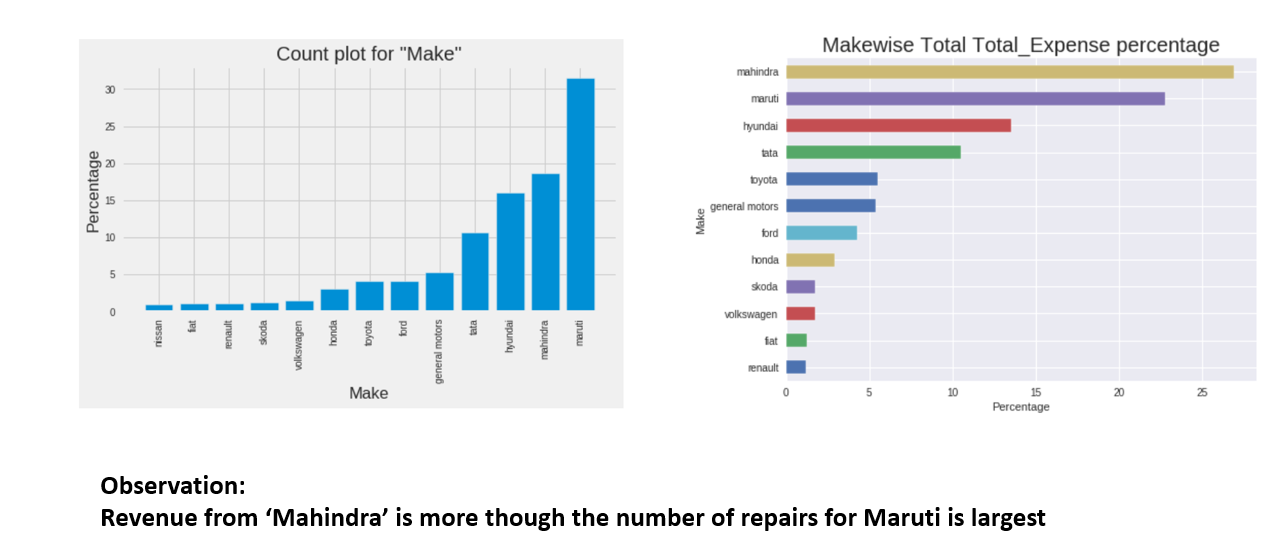 Count plot for "Make"
Percentage
30
25
20
15
10
5
0
nissan
fiat
renault
skoda
volkswagen
honda
toyota
ford
general motors
tata
hyundai
mahindra
maruti
Make
Makewise Total Total_Expense percentage
Make
mahindra
maruti
hyundai
tata
toyota
general motors
ford
honda
skoda
volkswagen
fiat
renault
0 5 10 15 20 25
Percentage
Observation:
Revenue from ‘Mahindra’ is more though the number of repairs for Maruti is largest